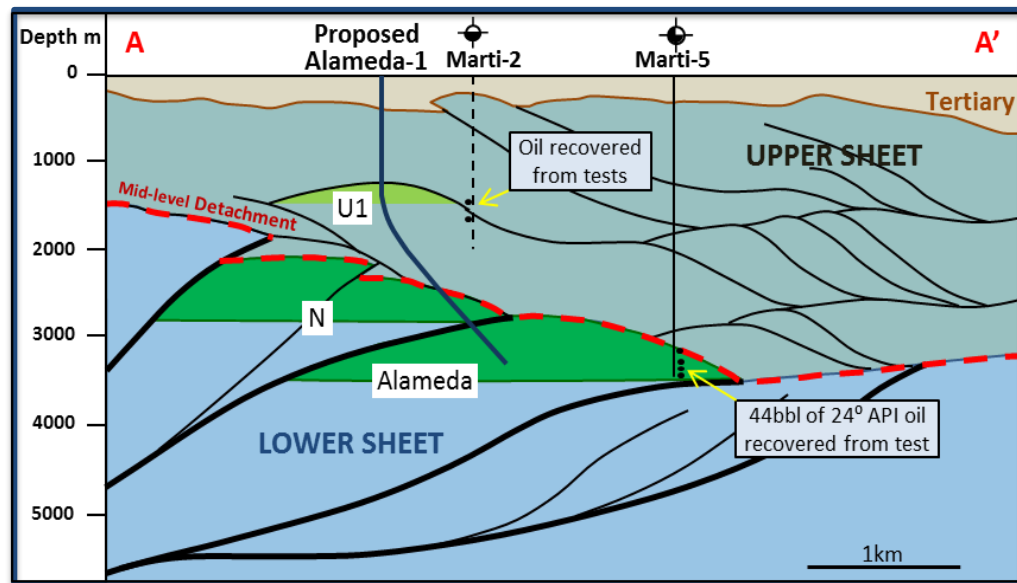 Depth m
A
Proposed
Alameda-1
Marti-2
Marti-5
A’
0
Tertiary
Oil recovered
from tests
UPPER SHEET
1000
Mid-level Detachment
U1
2000
N
3000
Alameda
44bbl of 24⁰ API oil
recovered from test
4000
LOWER SHEET
5000
1km